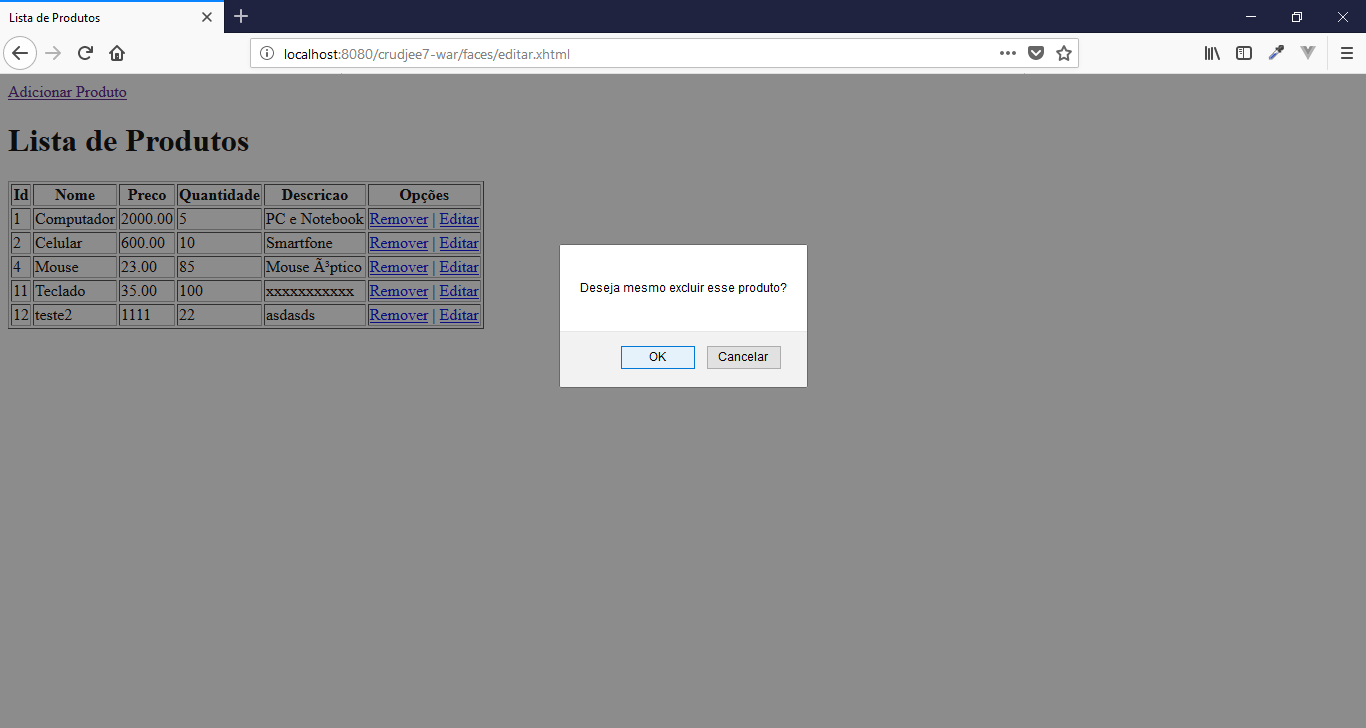 Lista de Produtos
localhost:8080/crudjee7-war/faces/editar.xhtml
Adicionar Produto
Lista de Produtos
Id Nome Preco Quantidade Descricao Opções
1 Computador 2000.00 5 PC e Notebook Remover | Editar
2 Celular 600.00 10 Smartfone Remover | Editar
4 Mouse 23.00 85 Mouse Ã³ptico Remover | Editar
11 Teclado 35.00 100 xxxxxxxxxxx Remover | Editar
12 teste2 1111 22 asdasds Remover | Editar
Deseja mesmo excluir esse produto?
OK Cancelar